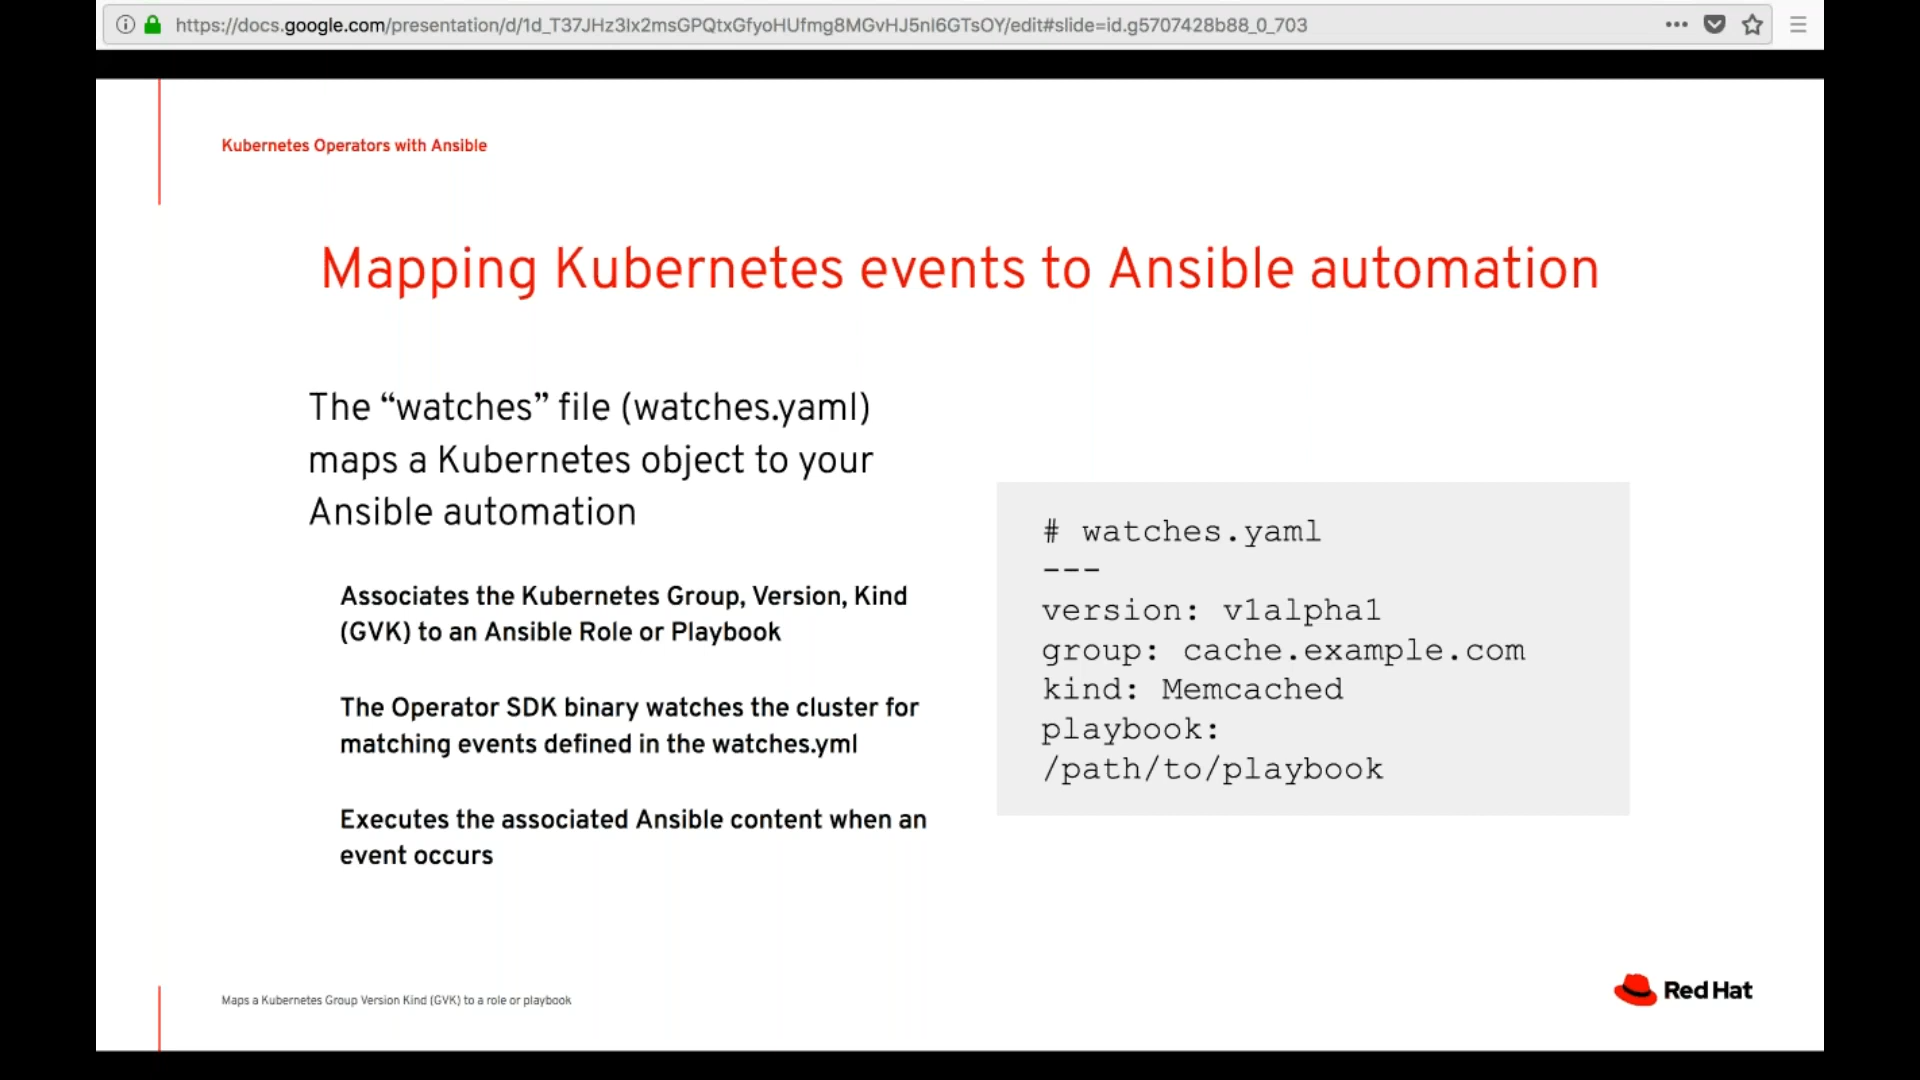 https://docs.google.com/presentation/d/1d_T37JHz3Ix2msGPQtxGfyoHUfmg8MGvHJ5nI6GTsOY/edit#slide=id.g5707428b88_0_703
Kubernetes Operators with Ansible
Mapping Kubernetes events to Ansible automation
The “watches” file (watches.yaml)
maps a Kubernetes object to your
Ansible automation
Associates the Kubernetes Group, Version, Kind
(GVK) to an Ansible Role or Playbook
The Operator SDK binary watches the cluster for
matching events defined in the watches.yml
Executes the associated Ansible content when an
event occurs
# watches.yaml
---
version: v1alpha1
group: cache.example.com
kind: Memcached
playbook:
/path/to/playbook
Maps a Kubernetes Group Version Kind (GVK) to a role or playbook
Red Hat